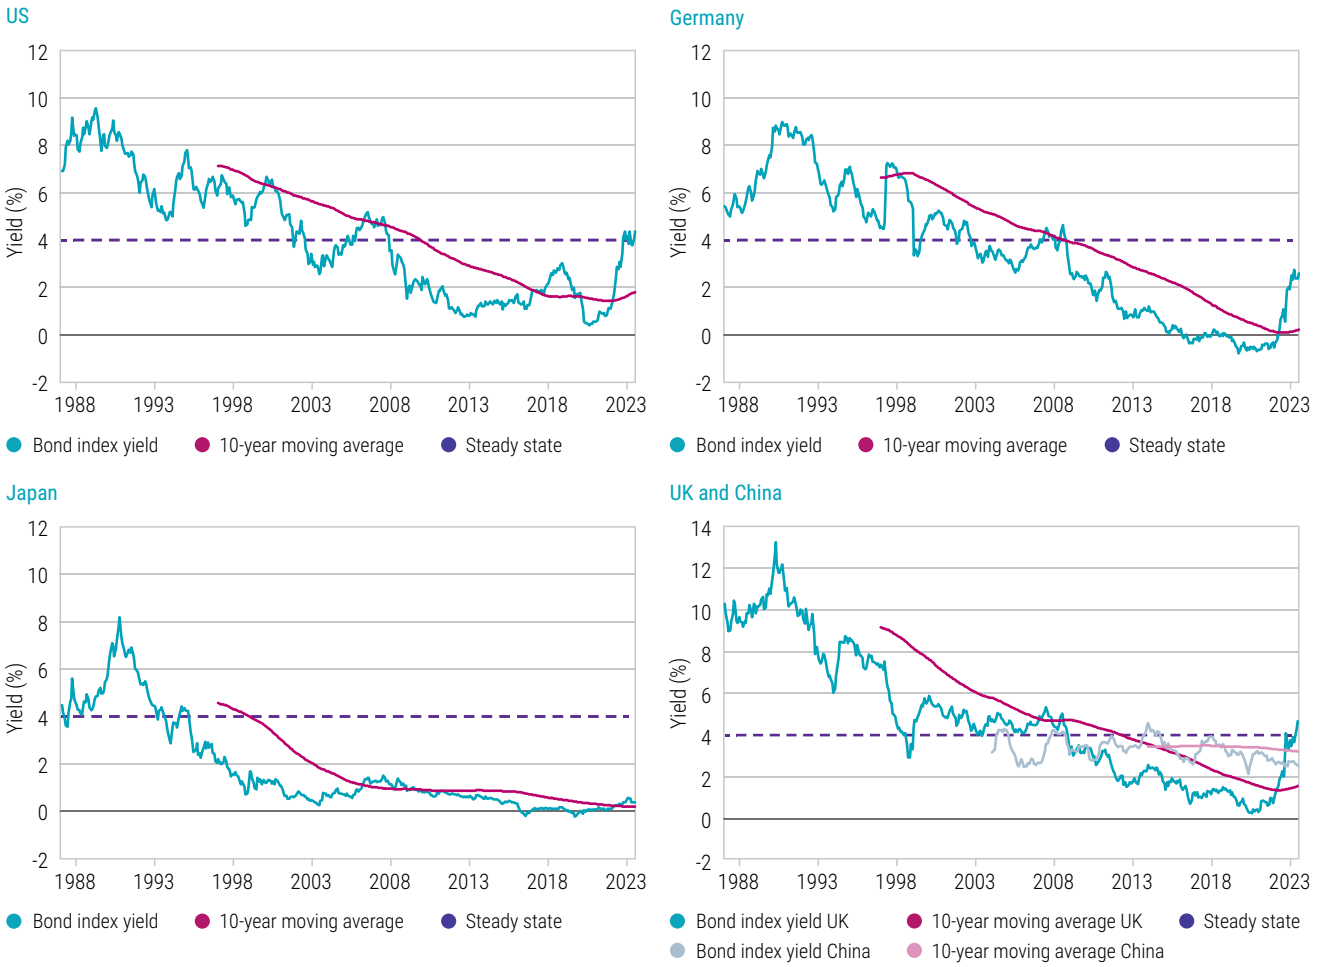 US
Yield (%)
12
10
8
6
4
2
0
-2
1988 1993 1998 2003 2008 2013 2018 2023
Bond index yield 10-year moving average Steady state
Germany
Yield (%)
12
10
8
6
4
2
0
-2
1988 1993 1998 2003 2008 2013 2018 2023
Bond index yield 10-year moving average Steady state
Japan
Yield (%)
12
10
8
6
4
2
0
-2
1988 1993 1998 2003 2008 2013 2018 2023
Bond index yield 10-year moving average Steady state
UK and China
Yield (%)
14
12
10
8
6
4
2
0
-2
1988 1993 1998 2003 2008 2013 2018 2023
Bond index yield UK 10-year moving average UK Steady state
Bond index yield China 10-year moving average China